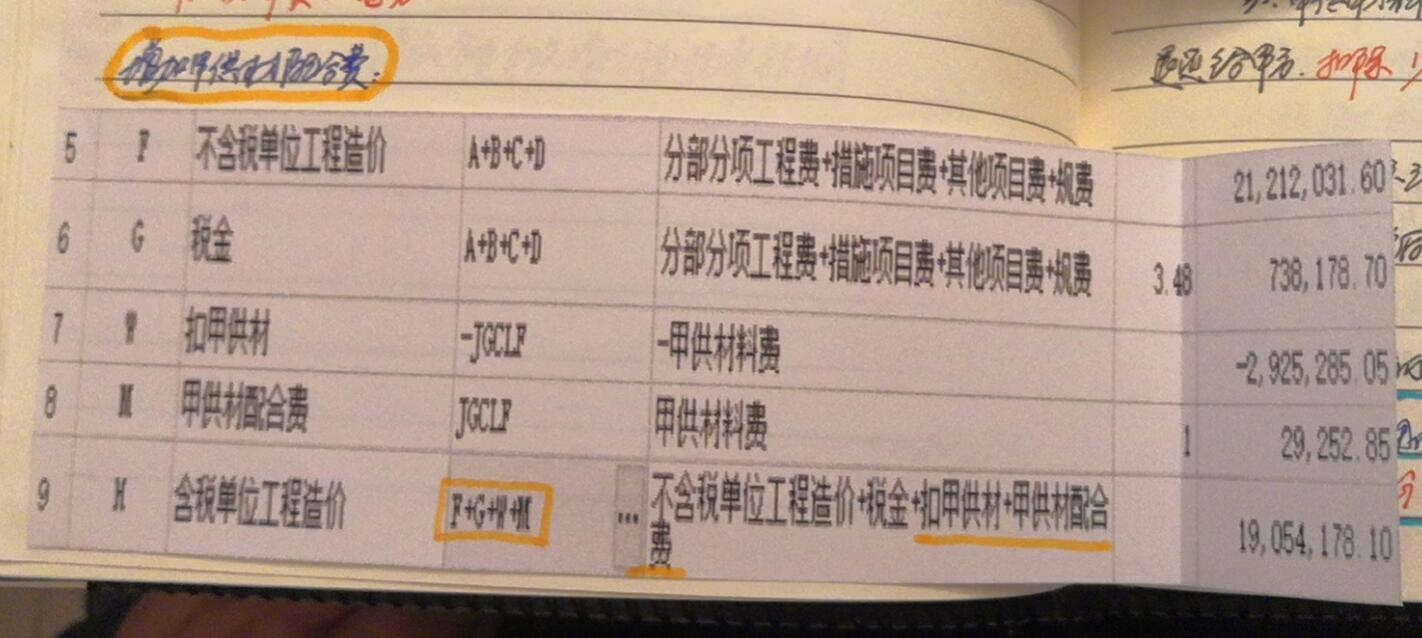 增加甲供材配合费:
退还给甲方. 扣除
5 F 不含税单位工程造价 A+B+C+D 分部分项工程费+措施项目费+其他项目费+规费 21,212,031.60
6 G 税金 A+B+C+D 分部分项工程费+措施项目费+其他项目费+规费 3.48 738,178.70
7 W 扣甲供材 -JGCLF -甲供材料费 -2,925,285.05
8 M 甲供材配合费 JGCLF 甲供材料费 1 29,252.85
9 H 含税单位工程造价 F+G+W+M ... 不含税单位工程造价+税金+扣甲供材+甲供材配合
费 19,054,178.10